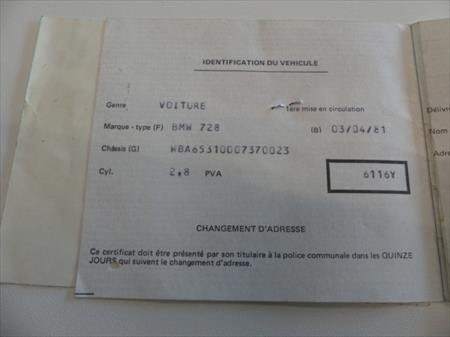 IDENTIFICATION DU VEHICULE
Genre VOITURE 1ère mise en circulation
Marque - type (F) BMW 728 (B) 03/04/81
Châssis (G) WBA65310007370023
Cyl. 2,8 PVA 6116Y
CHANGEMENT D'ADRESSE
Ce certificat doit être présenté par son titulaire à la police communale dans les QUINZE
JOURS qui suivent le changement d'adresse.
Délivr
Nom
Adre